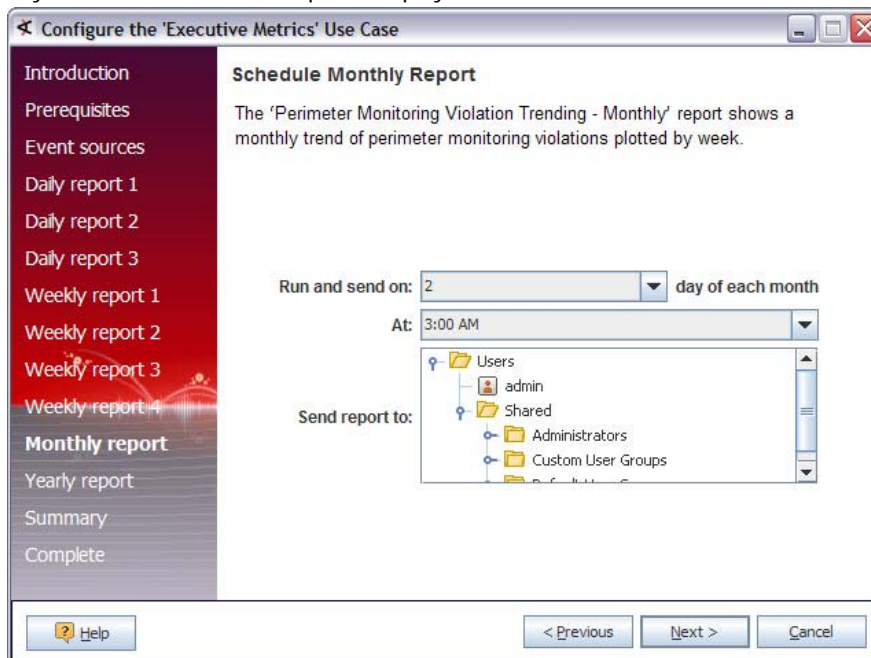 Configure the 'Executive Metrics' Use Case
Introduction
Prerequisites
Event sources
Daily report 1
Daily report 2
Daily report 3
Weekly report 1
Weekly report 2
Weekly report 3
Weekly report 4
Monthly report
Yearly report
Summary
Complete
Schedule Monthly Report
The 'Perimeter Monitoring Violation Trending - Monthly' report shows a
monthly trend of perimeter monitoring violations plotted by week.
Run and send on: 2 day of each month
At: 3:00 AM
Send report to:
Users
admin
Shared
Administrators
Custom User Groups
Help
< Previous
Next >
Cancel